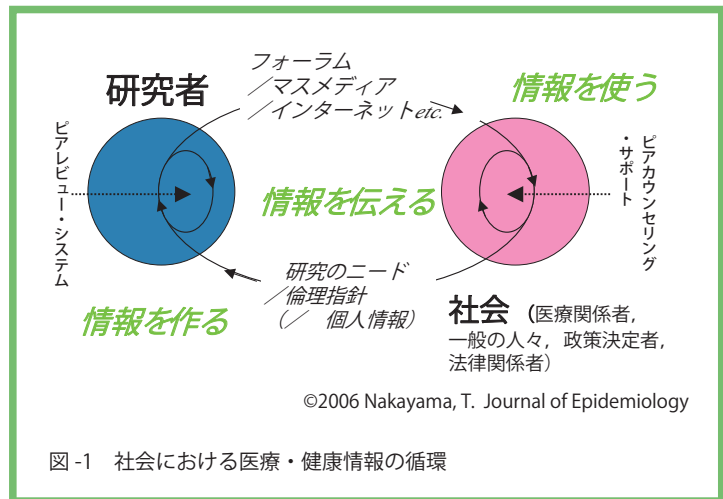 フォーラム
／マスメディア
／インターネットetc.
研究者
情報を使う
ピアレビュー・システム
ピアカウンセリング
・サポート
情報を伝える
研究のニード
／倫理指針
（／　個人情報）
情報を作る
社会（医療関係者，
一般の人々，政策決定者，
法律関係者）
©2006 Nakayama, T. Journal of Epidemiology
図 -1　社会における医療・健康情報の循環